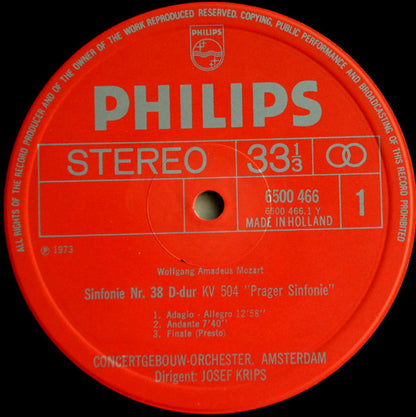 ALL RIGHTS OF THE RECORD PRODUCER AND OF THE OWNER OF THE WORK REPRODUCED RESERVED. COPYING, PUBLIC PERFORMANCE AND BROADCASTING OF THIS RECORD PROHIBITED
PHILIPS
PHILIPS
STEREO 33 1/3
6500 466 1
6500 466.1 Y
MADE IN HOLLAND
℗ 1973
Wolfgang Amadeus Mozart
Sinfonie Nr. 38 D-dur KV 504 "Prager Sinfonie"
1. Adagio - Allegro 12'56"
2. Andante 7'40"
3. Finale (Presto)
CONCERTGEBOUW-ORCHESTER, AMSTERDAM
Dirigent: JOSEF KRIPS